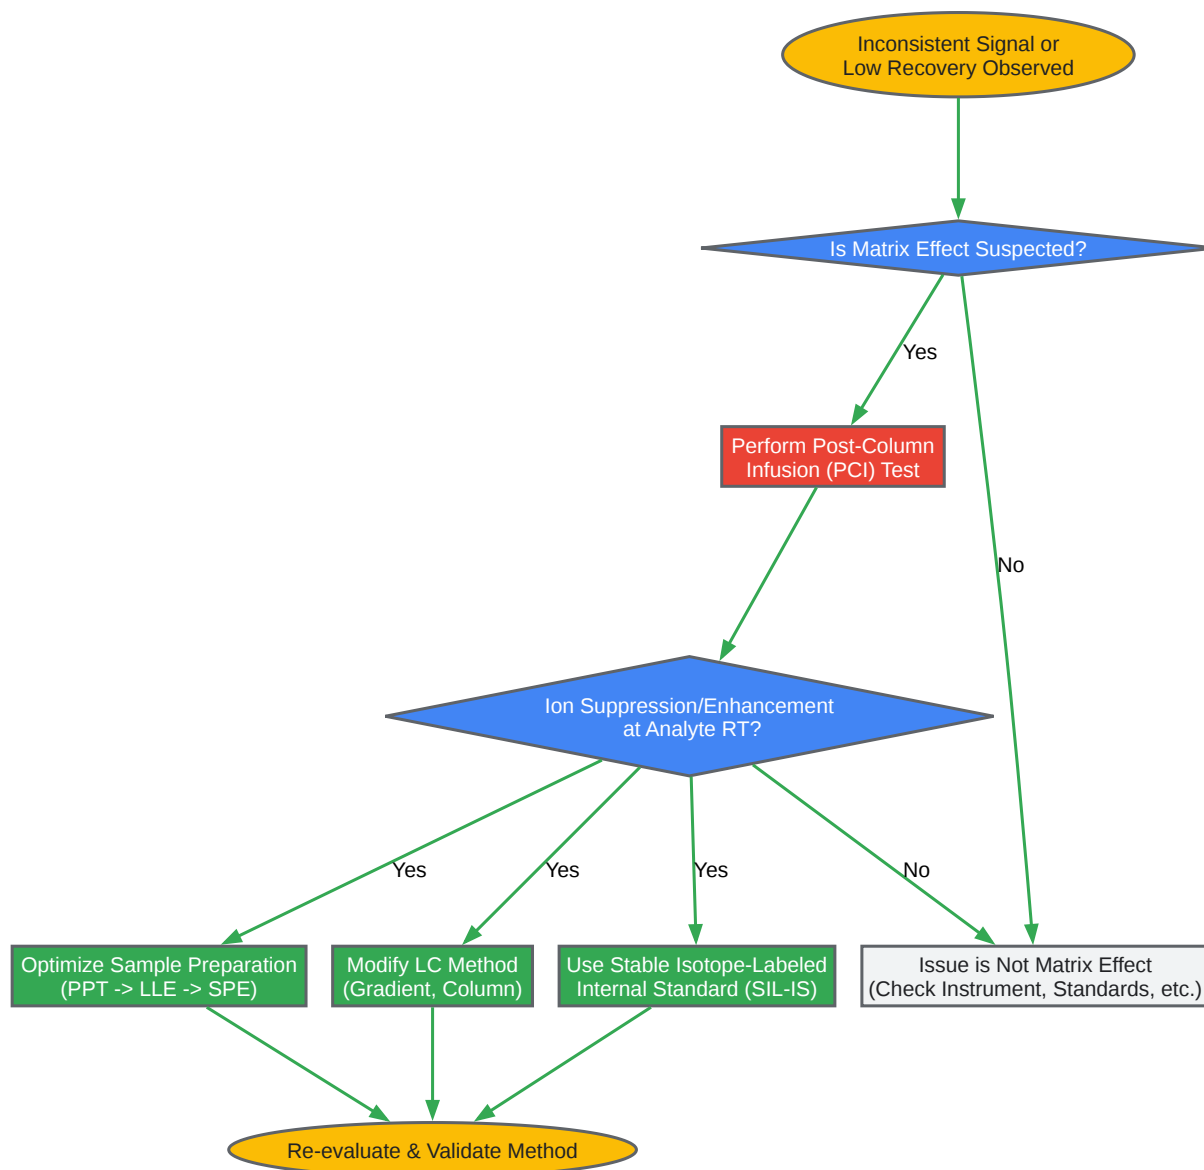 Inconsistent Signal or
Low Recovery Observed
Is Matrix Effect Suspected?
Yes
Perform Post-Column
Infusion (PCI) Test
No
Ion Suppression/Enhancement
at Analyte RT?
Yes
Yes
Yes
No
Optimize Sample Preparation
(PPT -> LLE -> SPE)
Modify LC Method
(Gradient, Column)
Use Stable Isotope-Labeled
Internal Standard (SIL-IS)
Issue is Not Matrix Effect
(Check Instrument, Standards, etc.)
Re-evaluate & Validate Method